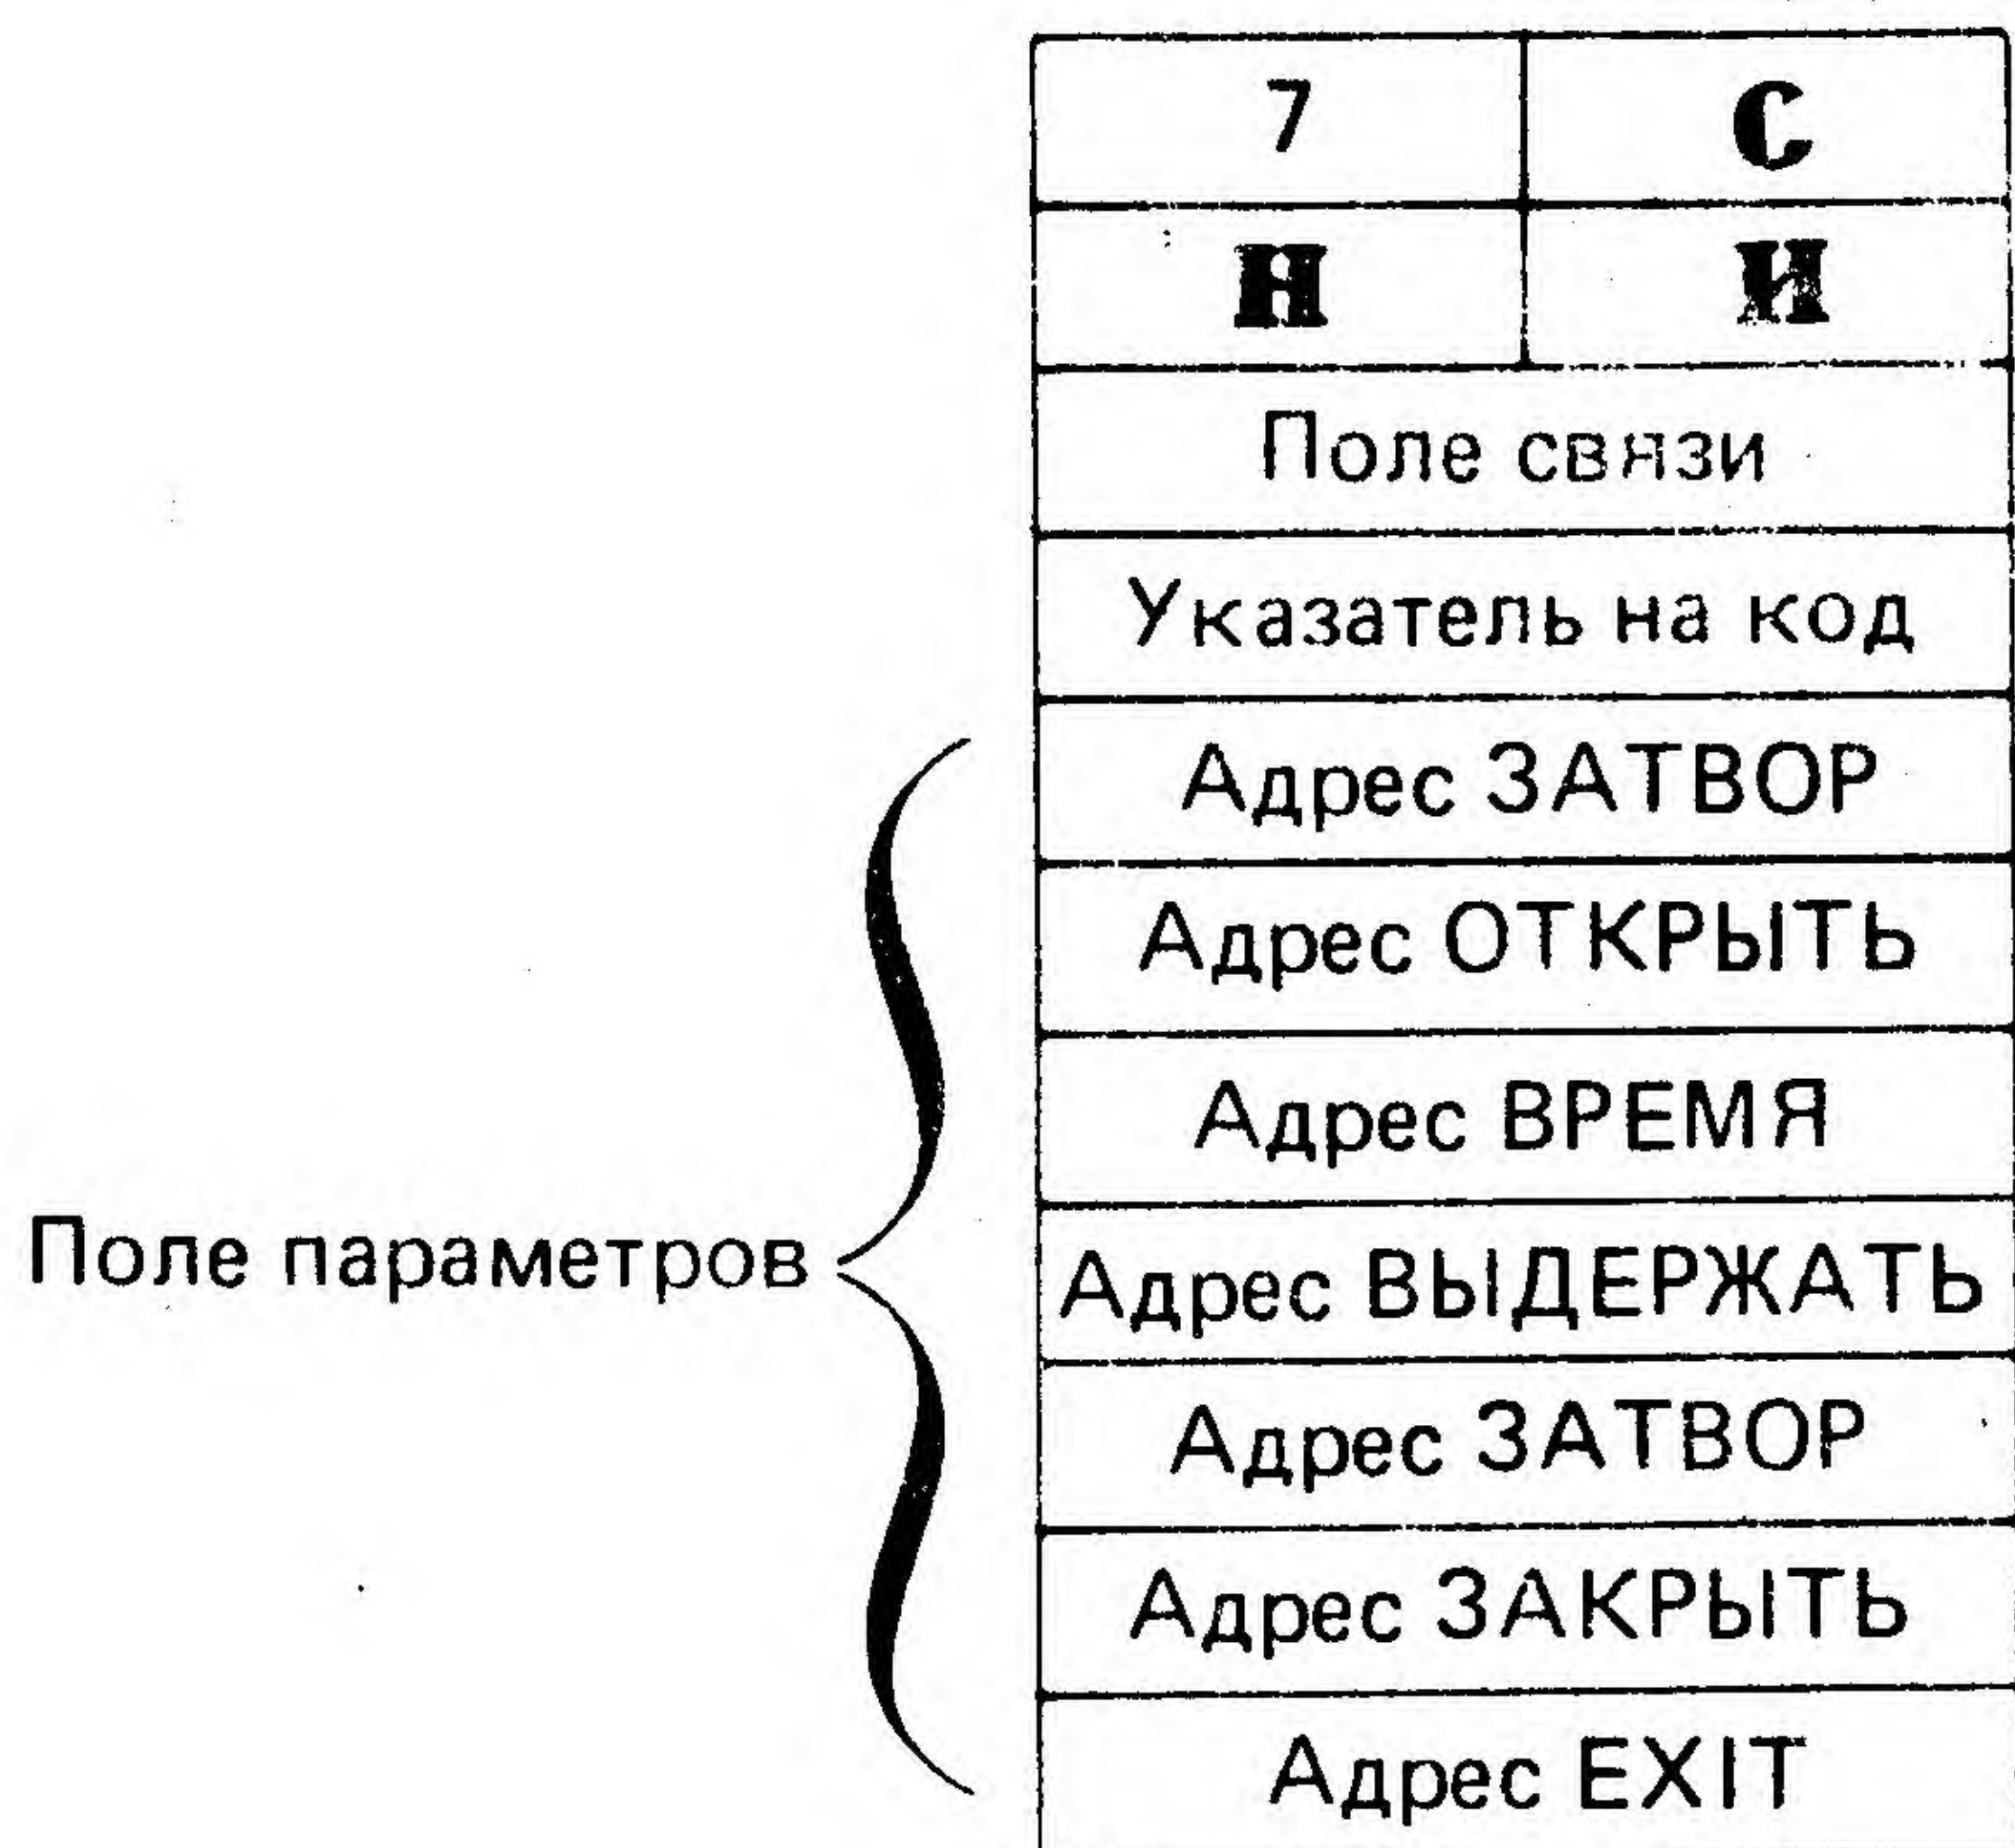 7 С
Н И
Поле связи
Указатель на код
Адрес ЗАТВОР
Адрес ОТКРЫТЬ
Адрес ВРЕМЯ
Поле параметров
Адрес ВЫДЕРЖАТЬ
Адрес ЗАТВОР
Адрес ЗАКРЫТЬ
Адрес EXIT